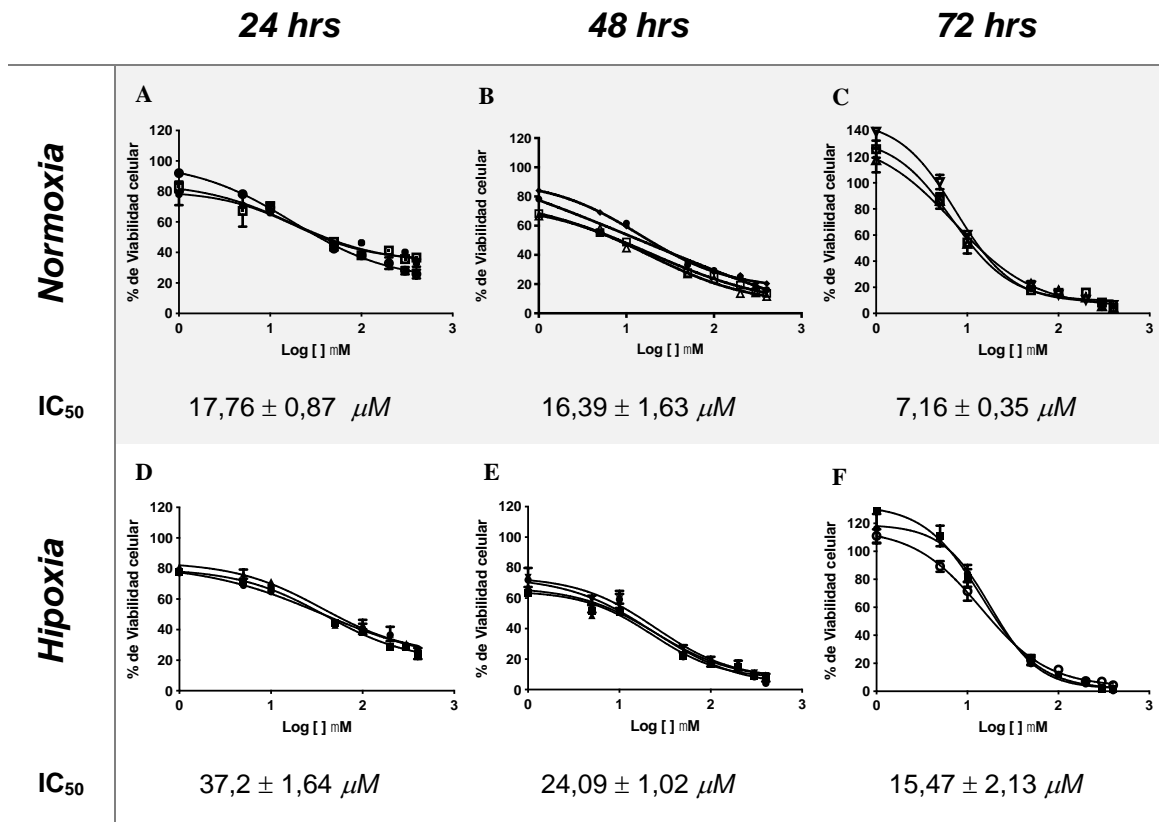 24 hrs
48 hrs
72 hrs
Normoxia
A
% de Viabilidad celular
120
100
80
60
40
20
0
0 1 2 3
Log [ ] mM
B
% de Viabilidad celular
120
100
80
60
40
20
0
0 1 2 3
Log [ ] mM
C
% de Viabilidad celular
140
120
100
80
60
40
20
0
0 1 2 3
Log [ ] mM
IC50
17,76 ± 0,87 μM
16,39 ± 1,63 μM
7,16 ± 0,35 μM
Hipoxia
D
% de Viabilidad celular
120
100
80
60
40
20
0
0 1 2 3
Log [ ] mM
E
% de Viabilidad celular
120
100
80
60
40
20
0
0 1 2 3
Log [ ] mM
F
% de Viabilidad celular
120
100
80
60
40
20
0
0 1 2 3
Log [ ] mM
IC50
37,2 ± 1,64 μM
24,09 ± 1,02 μM
15,47 ± 2,13 μM